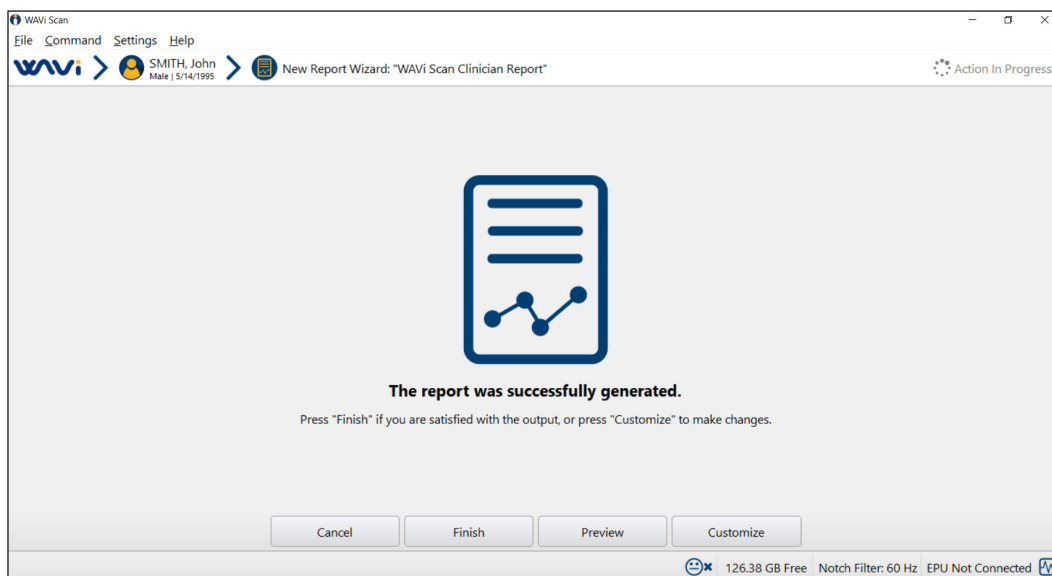 WAVi Scan
File Command Settings Help
WAVi
SMITH, John
Male | 5/14/1995
New Report Wizard: "WAVi Scan Clinician Report"
Action In Progress
The report was successfully generated.
Press "Finish" if you are satisfied with the output, or press "Customize" to make changes.
Cancel Finish Preview Customize
126.38 GB Free Notch Filter: 60 Hz EPU Not Connected